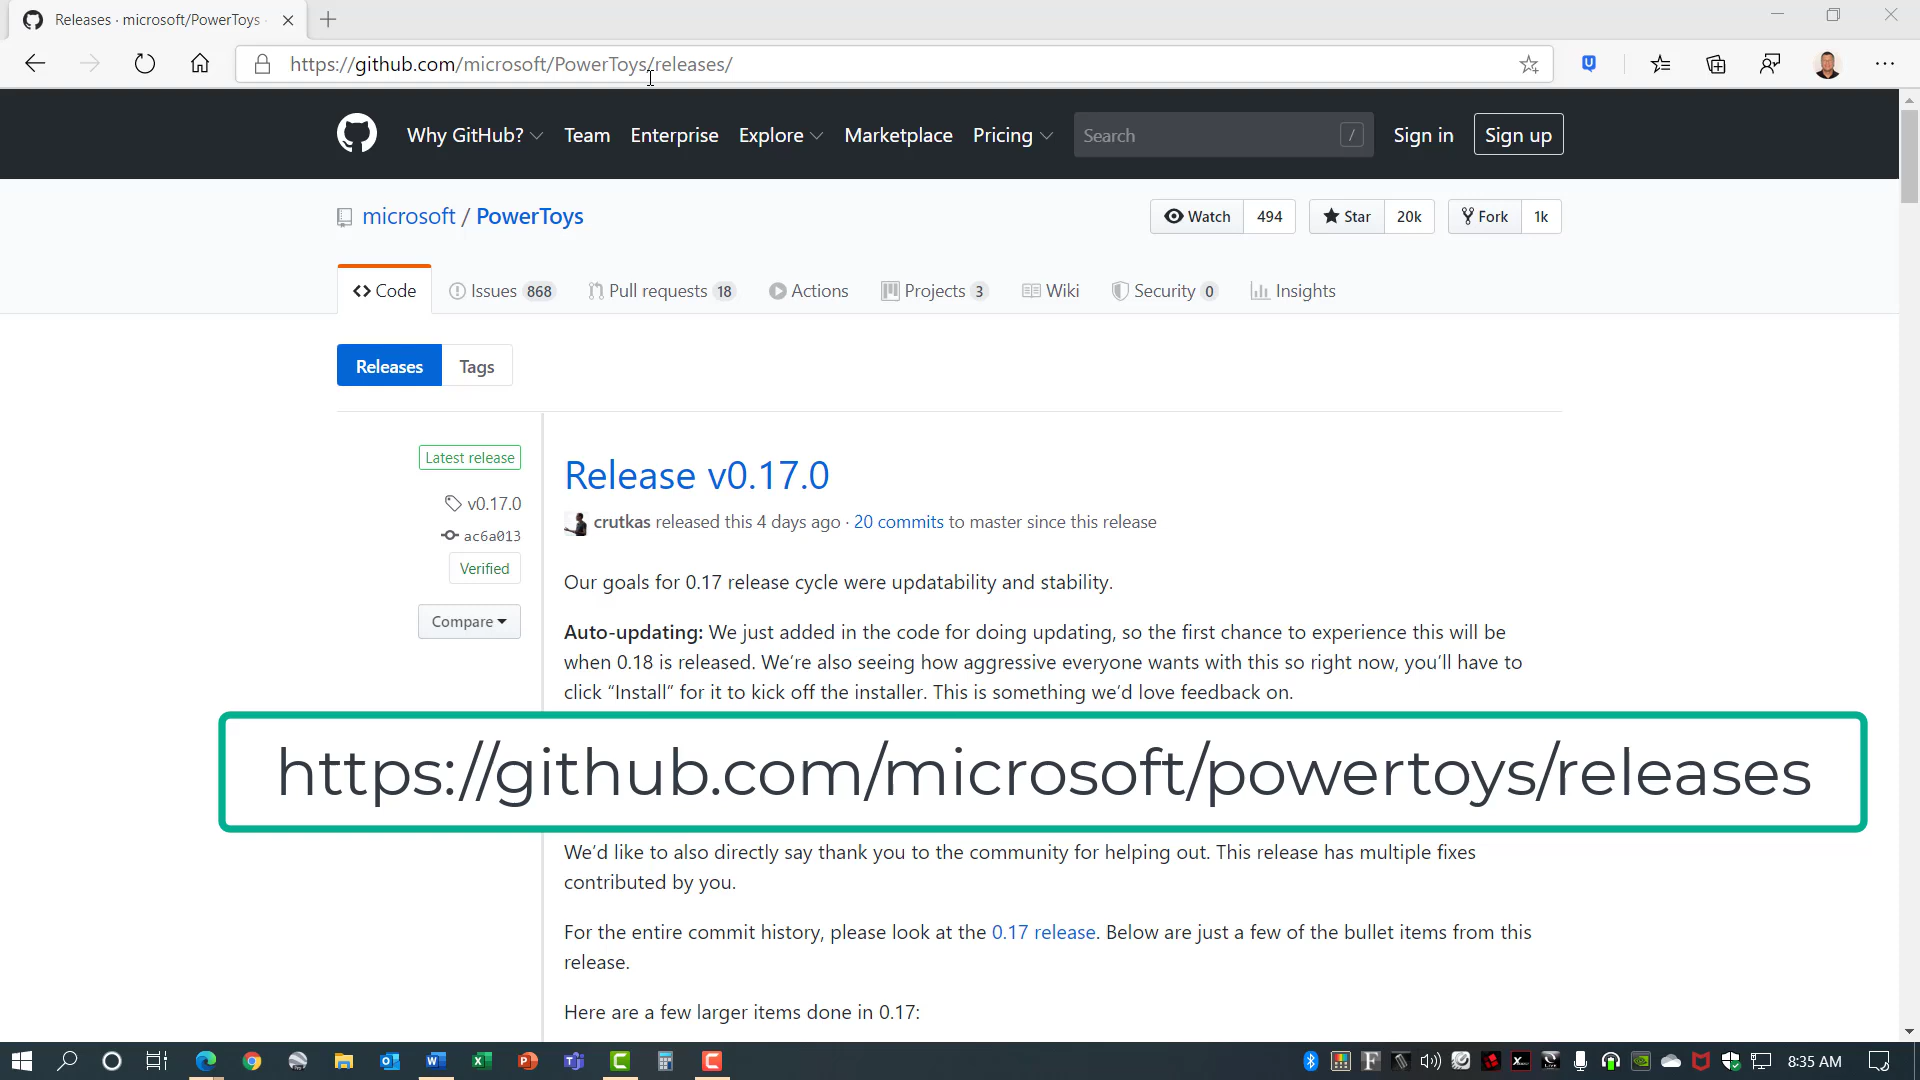 Releases · microsoft/PowerToys
https://github.com/microsoft/PowerToys/releases/
Why GitHub? Team Enterprise Explore Marketplace Pricing Search / Sign in Sign up
microsoft / PowerToys Watch 494 Star 20k Fork 1k
Code Issues 868 Pull requests 18 Actions Projects 3 Wiki Security 0 Insights
Releases Tags
Latest release
v0.17.0
ac6a013
Verified
Compare
Release v0.17.0
crutkas released this 4 days ago · 20 commits to master since this release
Our goals for 0.17 release cycle were updatability and stability.
Auto-updating: We just added in the code for doing updating, so the first chance to experience this will be
when 0.18 is released. We’re also seeing how aggressive everyone wants with this so right now, you’ll have to
click “Install” for it to kick off the installer. This is something we’d love feedback on.
https://github.com/microsoft/powertoys/releases
We’d like to also directly say thank you to the community for helping out. This release has multiple fixes
contributed by you.
For the entire commit history, please look at the 0.17 release. Below are just a few of the bullet items from this
release.
Here are a few larger items done in 0.17:
8:35 AM